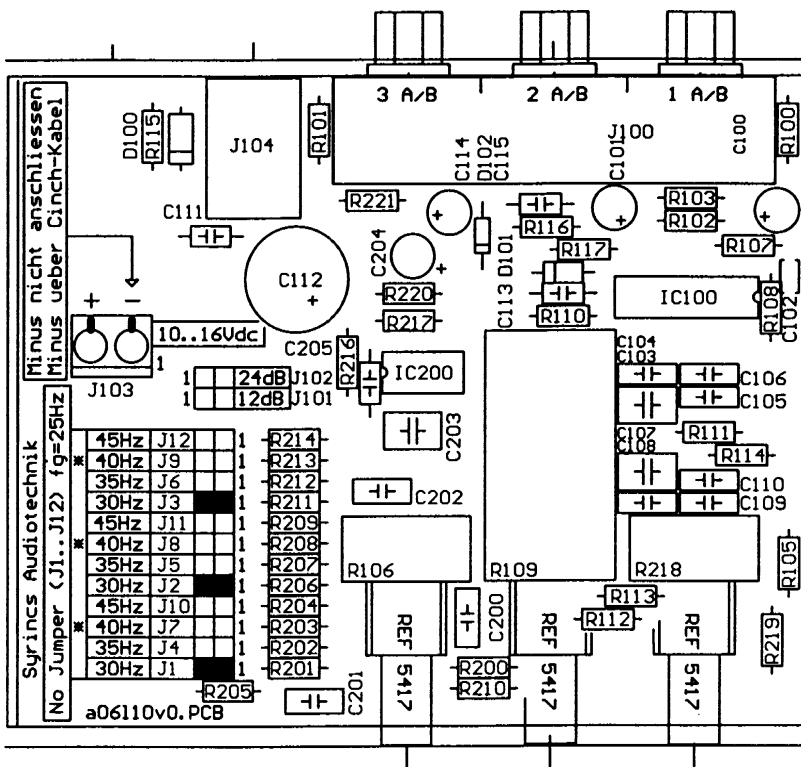 3 A/B
2 A/B
1 A/B
Minus nicht anschliessen
Minus ueber Cinch-Kabel
D100
R115
J104
R101
C114
D102
C115
C101
J100
C100
R100
C111
R221
R116
R103
R102
R117
R107
C204
C112
+
+
+
+
+
D101
R220
C113
IC100
R108
C102
R217
R110
+ -
10..16Vdc
1
J103
C205
R216
IC200
C104
C103
C106
C105
1 24dB J102
1 12dB J101
C203
C107
C108
R111
R114
C110
C109
C202
Syrincs Audiotechnik
No Jumper (J1..J12) fg=25Hz
45Hz J12 1 R214
* 40Hz J9 1 R213
35Hz J6 1 R212
30Hz J3 1 R211
45Hz J11 1 R209
* 40Hz J8 1 R208
35Hz J5 1 R207
30Hz J2 1 R206
45Hz J10 1 R204
* 40Hz J7 1 R203
35Hz J4 1 R202
30Hz J1 1 R201
R106
R109
R218
R105
R113
R112
R219
C200
REF 5417
REF 5417
REF 5417
R200
R210
R205
C201
a06110v0.PCB